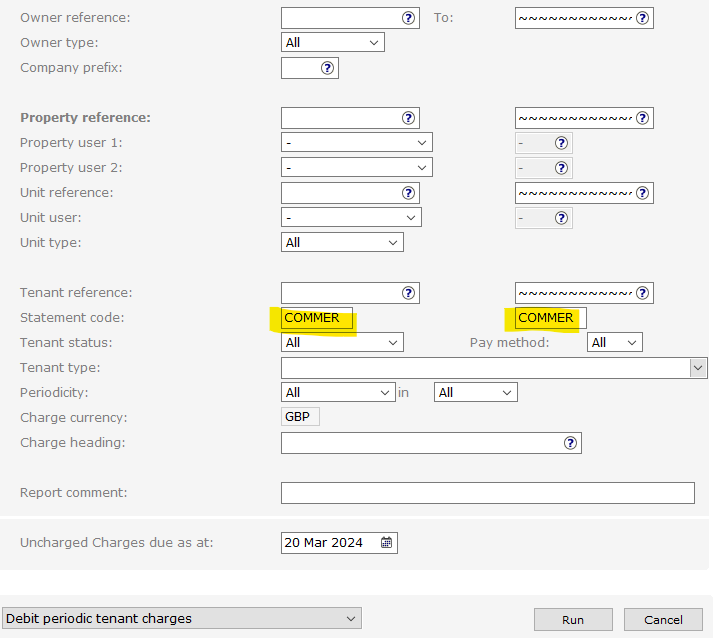 Owner reference: ? To: ~~~~~~~~~~~~ ?
Owner type: All
Company prefix: ?
Property reference: ? ~~~~~~~~~~~~ ?
Property user 1: - - ?
Property user 2: - - ?
Unit reference: ? ~~~~~~~~~~~~ ?
Unit user: - - ?
Unit type: All
Tenant reference: ? ~~~~~~~~~~~~ ?
Statement code: COMMER COMMER
Tenant status: All Pay method: All
Tenant type:
Periodicity: All in All
Charge currency: GBP
Charge heading: ?
Report comment:
Uncharged Charges due as at: 20 Mar 2024
Debit periodic tenant charges Run Cancel